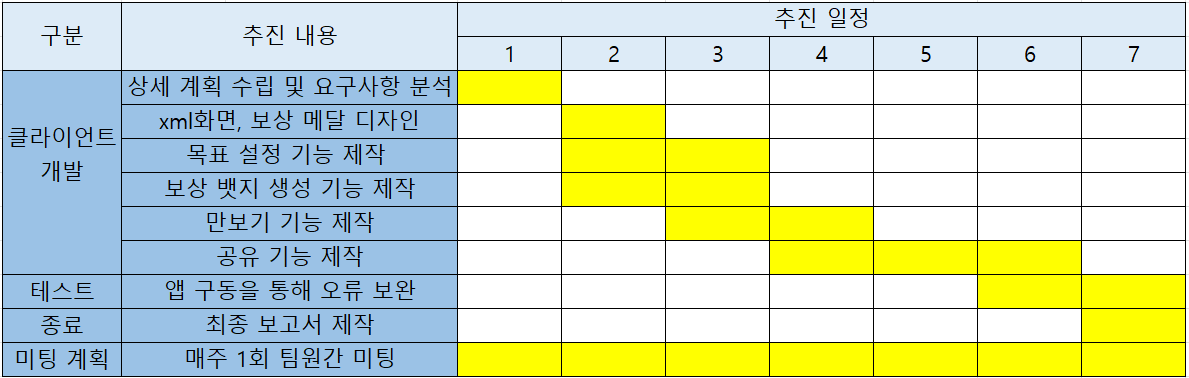 구분 추진 내용 추진 일정
1 2 3 4 5 6 7
클라이언트
개발
상세 계획 수립 및 요구사항 분석
xml화면, 보상 메달 디자인
목표 설정 기능 제작
보상 뱃지 생성 기능 제작
만보기 기능 제작
공유 기능 제작
테스트 앱 구동을 통해 오류 보완
종료 최종 보고서 제작
미팅 계획 매주 1회 팀원간 미팅